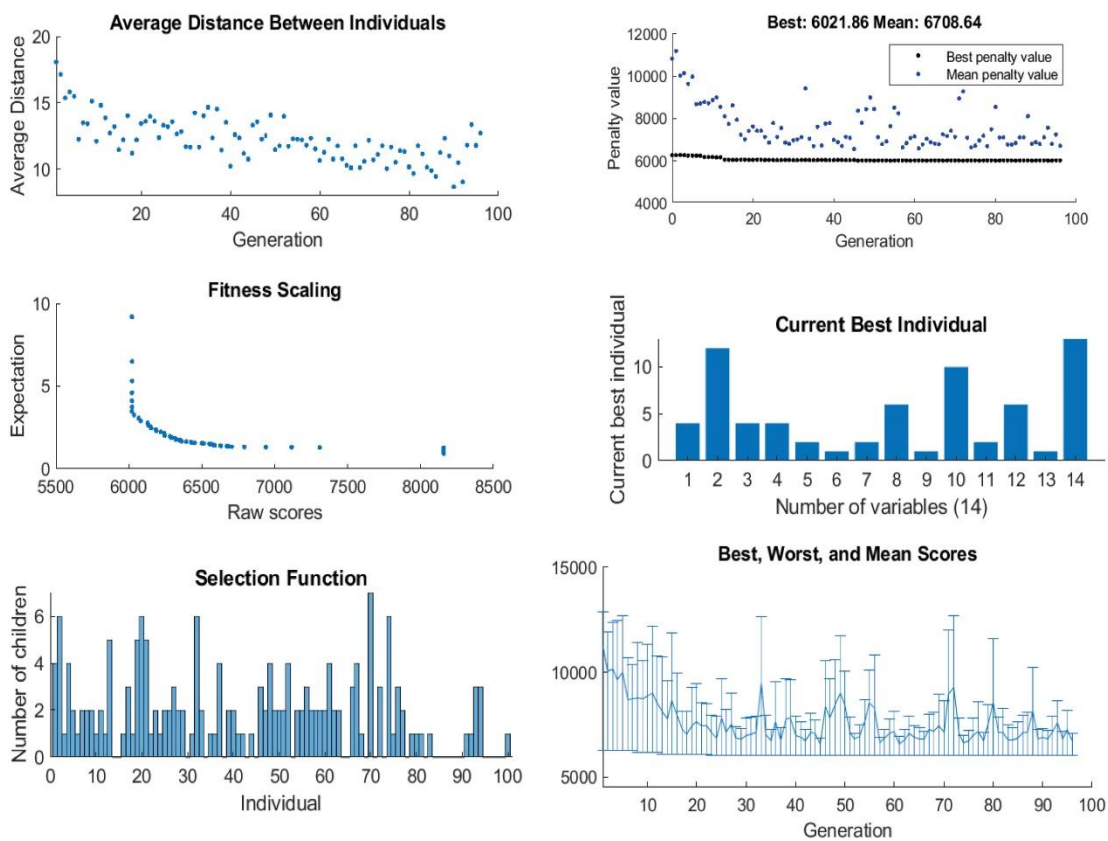 Average Distance Between Individuals
20
15
10
Average Distance
20 40 60 80 100
Generation
Best: 6021.86 Mean: 6708.64
12000
10000
8000
6000
4000
Penalty value
Best penalty value
Mean penalty value
0 20 40 60 80 100
Generation
Fitness Scaling
10
5
0
Expectation
5500 6000 6500 7000 7500 8000 8500
Raw scores
Current Best Individual
10
5
0
Current best individual
1 2 3 4 5 6 7 8 9 10 11 12 13 14
Number of variables (14)
Selection Function
6
4
2
0
Number of children
0 10 20 30 40 50 60 70 80 90 100
Individual
Best, Worst, and Mean Scores
15000
10000
5000
10 20 30 40 50 60 70 80 90 100
Generation